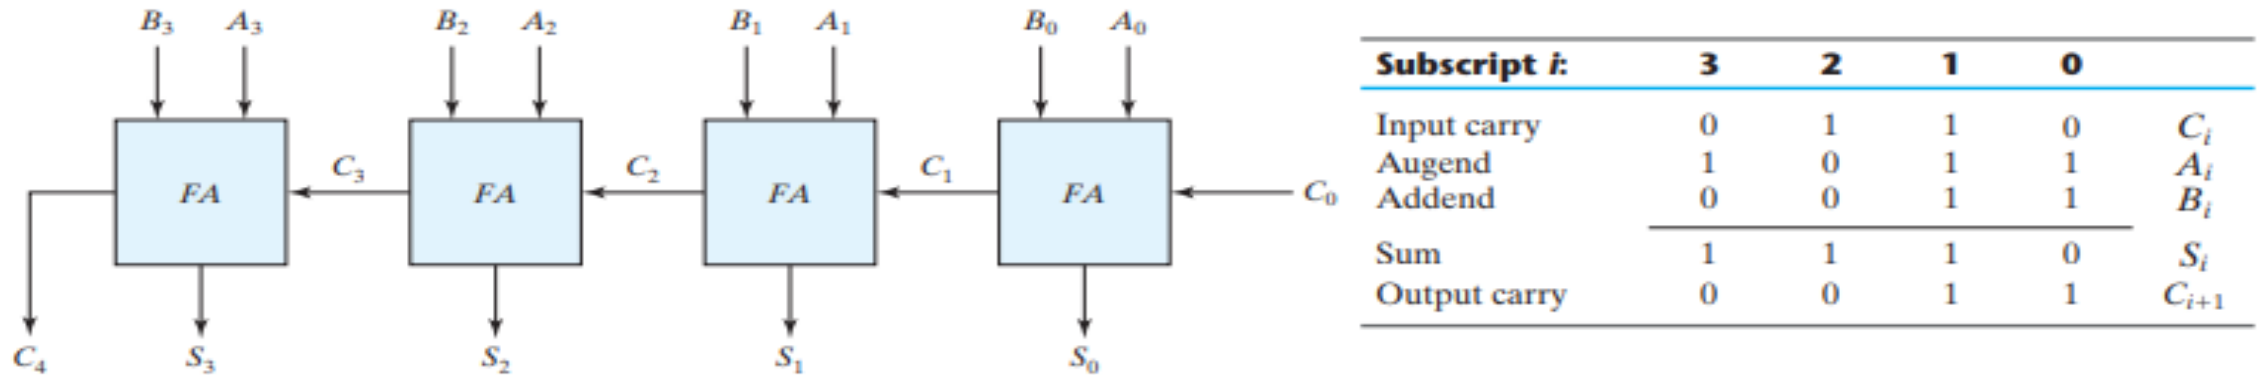 B₃ A₃ B₂ A₂ B₁ A₁ B₀ A₀
FA FA FA FA
C₃ C₂ C₁ C₀
C₄ S₃ S₂ S₁ S₀
Subscript i: 3 2 1 0
Input carry 0 1 1 0 Cᵢ
Augend 1 0 1 1 Aᵢ
Addend 0 0 1 1 Bᵢ
Sum 1 1 1 0 Sᵢ
Output carry 0 0 1 1 Cᵢ₊₁